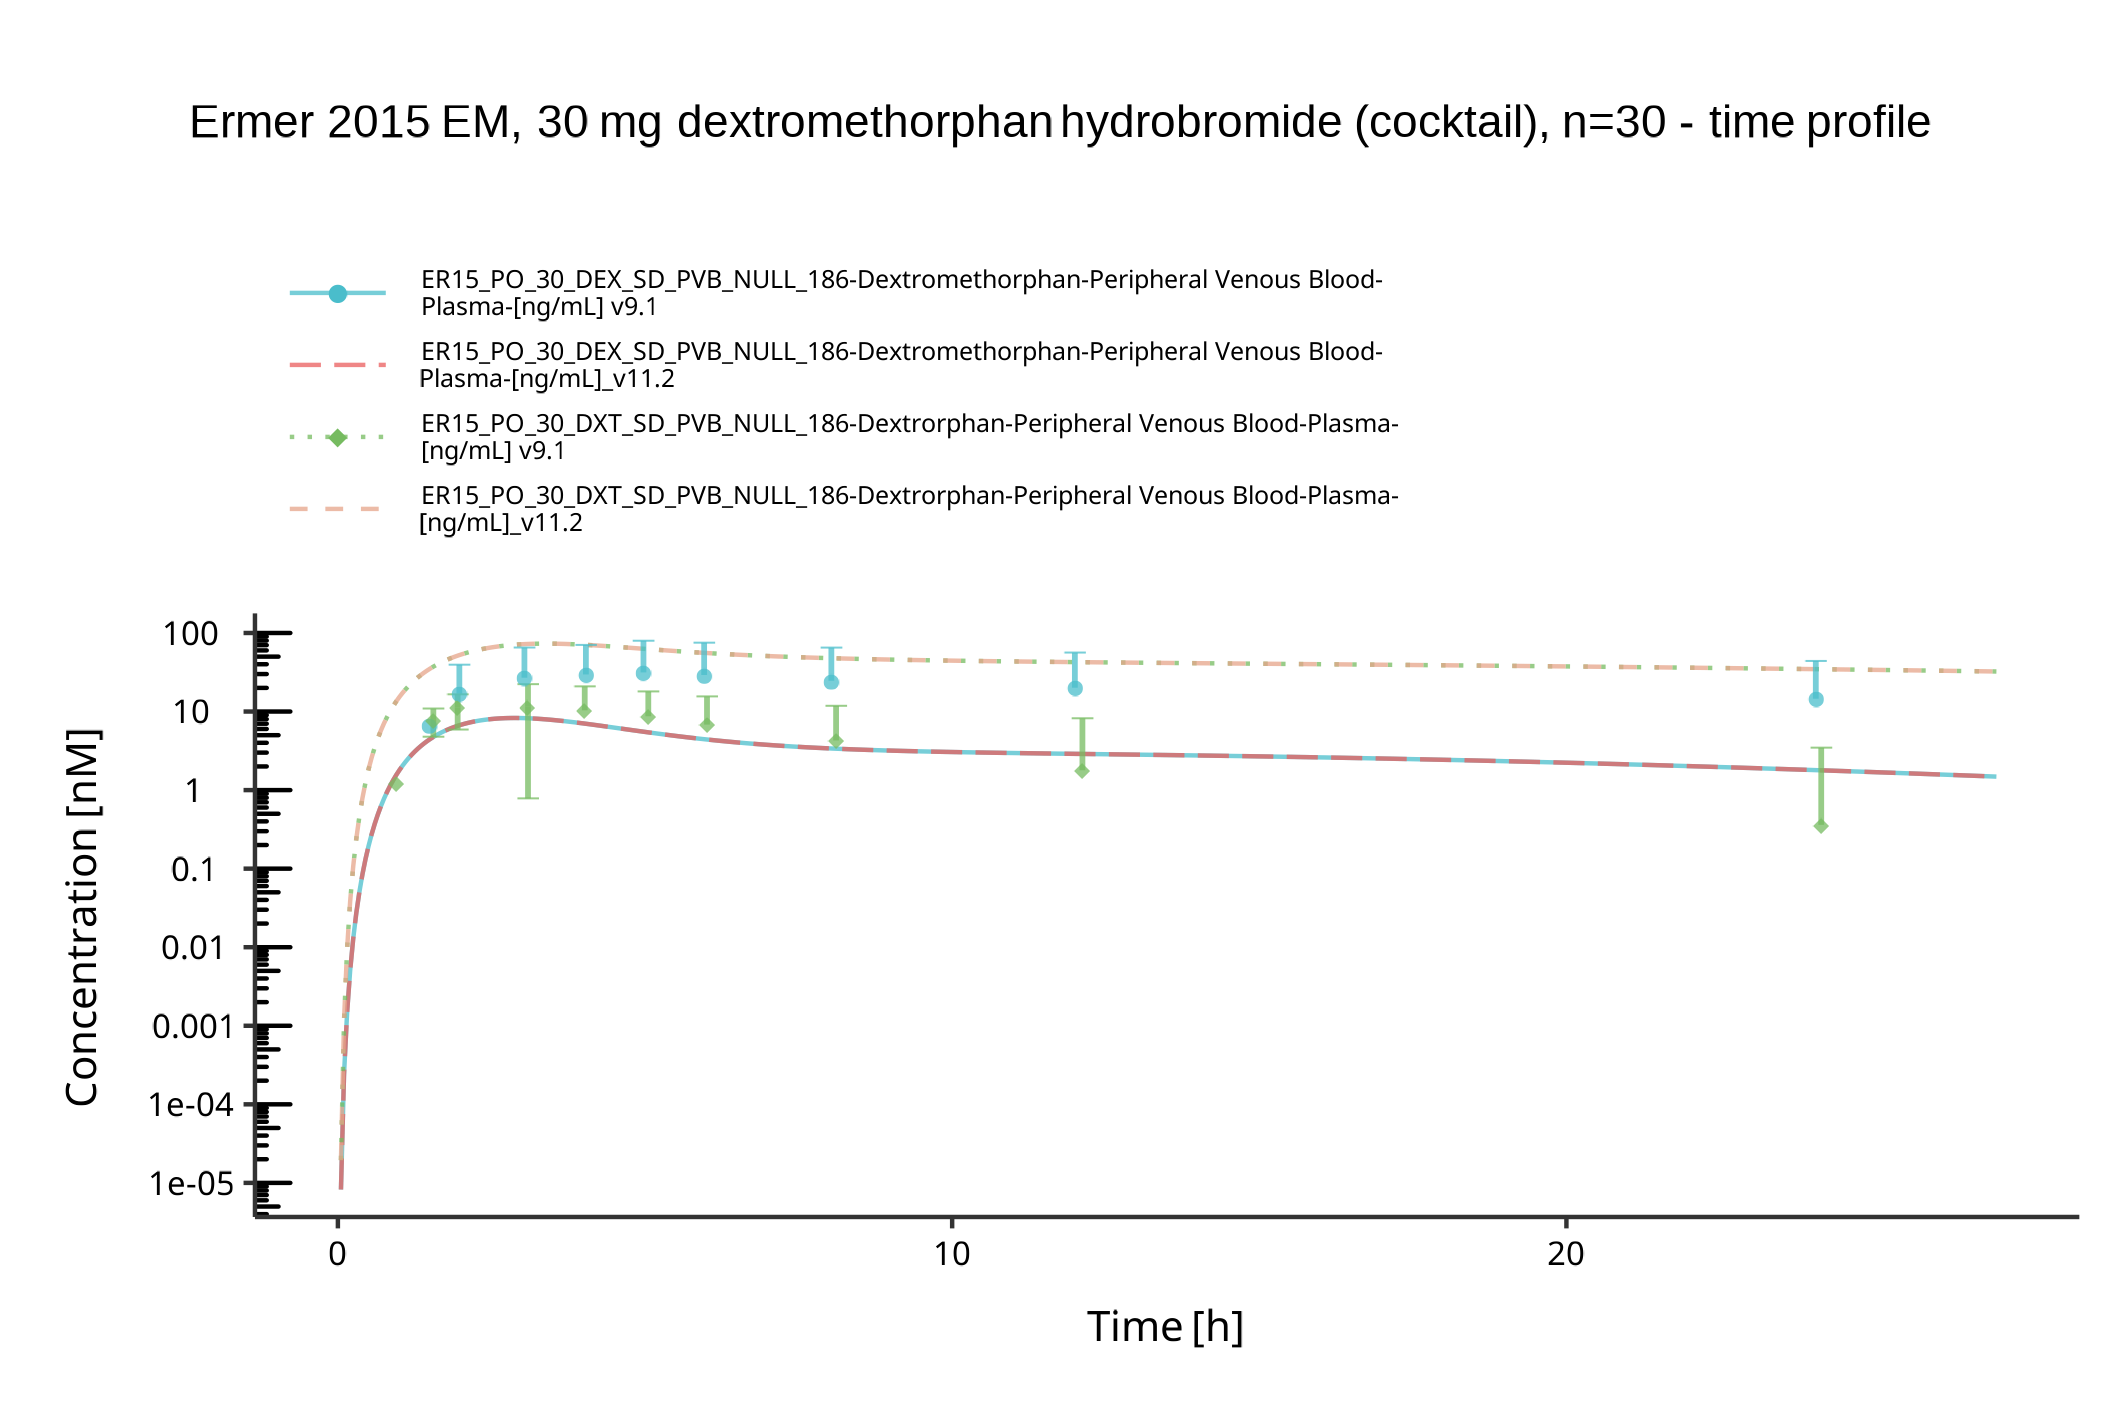 Ermer 2015 EM, 30 mg dextromethorphan hydrobromide (cocktail), n=30 - time profile
ER15_PO_30_DEX_SD_PVB_NULL_186-Dextromethorphan-Peripheral Venous Blood-
Plasma-[ng/mL] v9.1
ER15_PO_30_DEX_SD_PVB_NULL_186-Dextromethorphan-Peripheral Venous Blood-
Plasma-[ng/mL]_v11.2
ER15_PO_30_DXT_SD_PVB_NULL_186-Dextrorphan-Peripheral Venous Blood-Plasma-
[ng/mL] v9.1
ER15_PO_30_DXT_SD_PVB_NULL_186-Dextrorphan-Peripheral Venous Blood-Plasma-
[ng/mL]_v11.2
Concentration [nM]
100
10
1
0.1
0.01
0.001
1e-04
1e-05
0
10
20
Time [h]